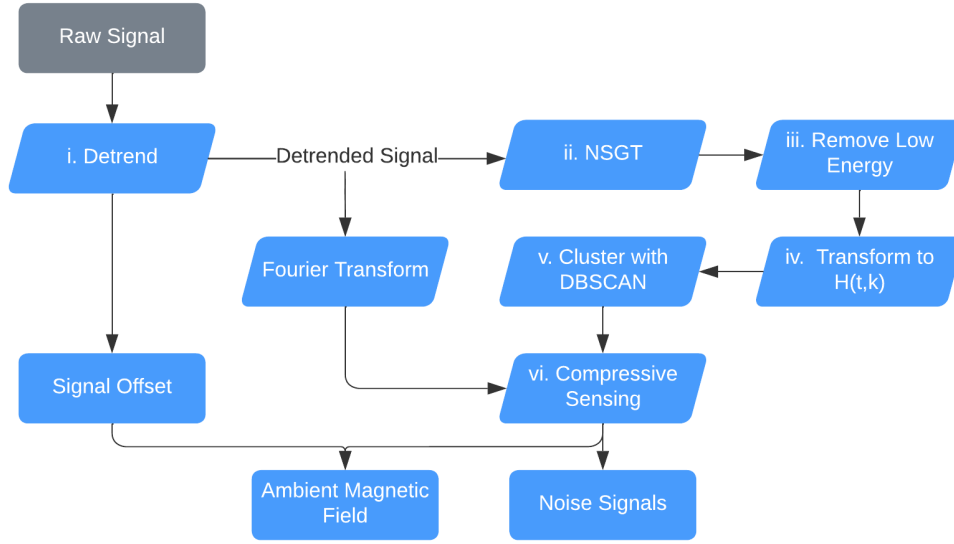 Raw Signal
i. Detrend
Detrended Signal
ii. NSGT
iii. Remove Low
Energy
Fourier Transform
v. Cluster with
DBSCAN
iv.  Transform to
H(t,k)
Signal Offset
vi. Compressive
Sensing
Ambient Magnetic
Field
Noise Signals